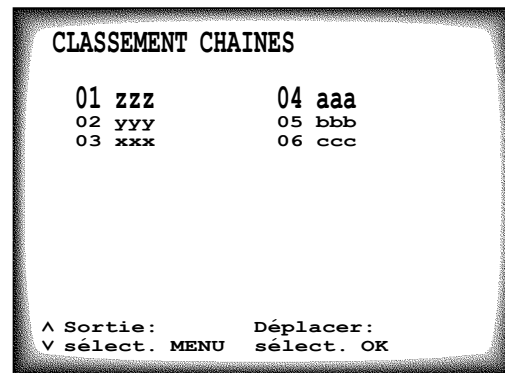 CLASSEMENT CHAINES
01 zzz 04 aaa
02 yyy 05 bbb
03 xxx 06 ccc
∧ Sortie: Déplacer:
∨ sélect. MENU sélect. OK